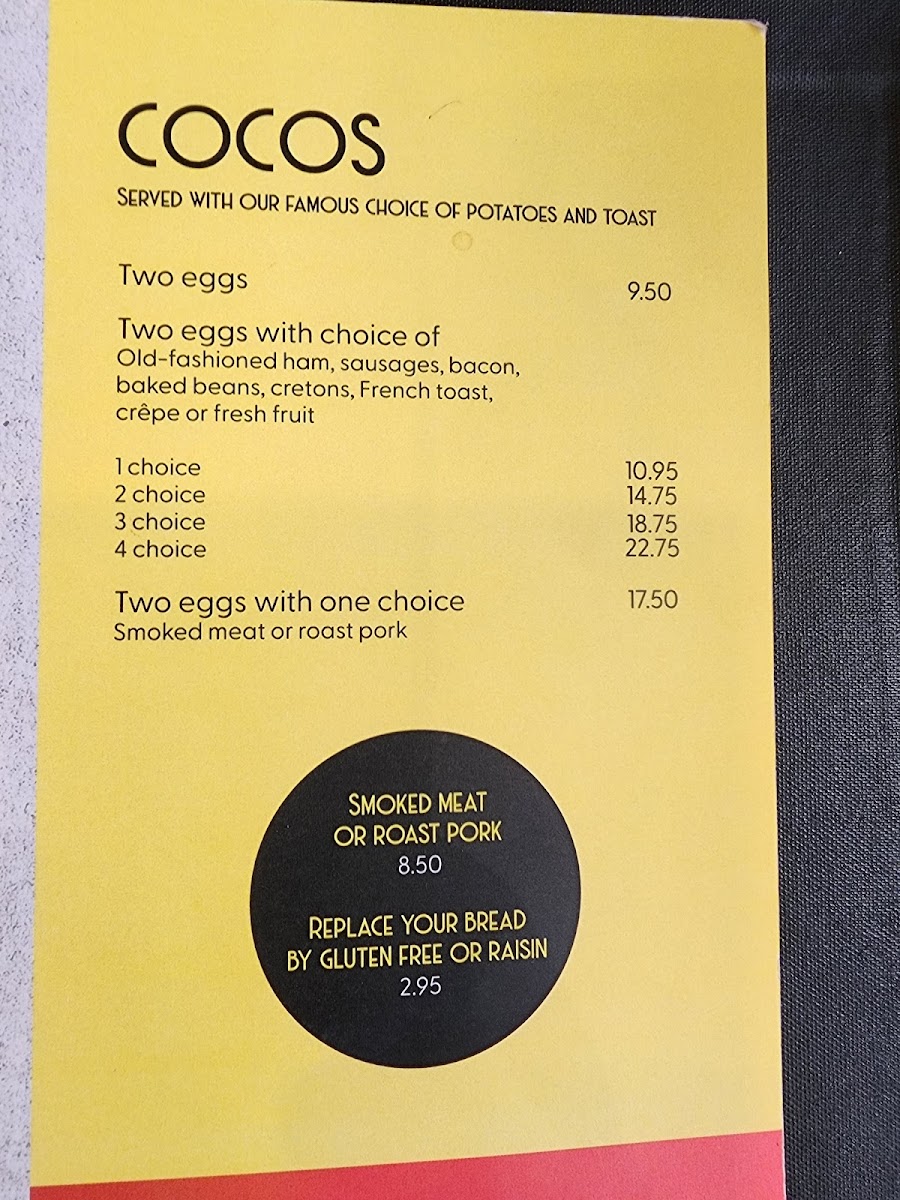 COCOS
SERVED WITH OUR FAMOUS CHOICE OF POTATOES AND TOAST
Two eggs 9.50
Two eggs with choice of
Old-fashioned ham, sausages, bacon,
baked beans, cretons, French toast,
crêpe or fresh fruit
1 choice 10.95
2 choice 14.75
3 choice 18.75
4 choice 22.75
Two eggs with one choice 17.50
Smoked meat or roast pork
SMOKED MEAT
OR ROAST PORK
8.50
REPLACE YOUR BREAD
BY GLUTEN FREE OR RAISIN
2.95